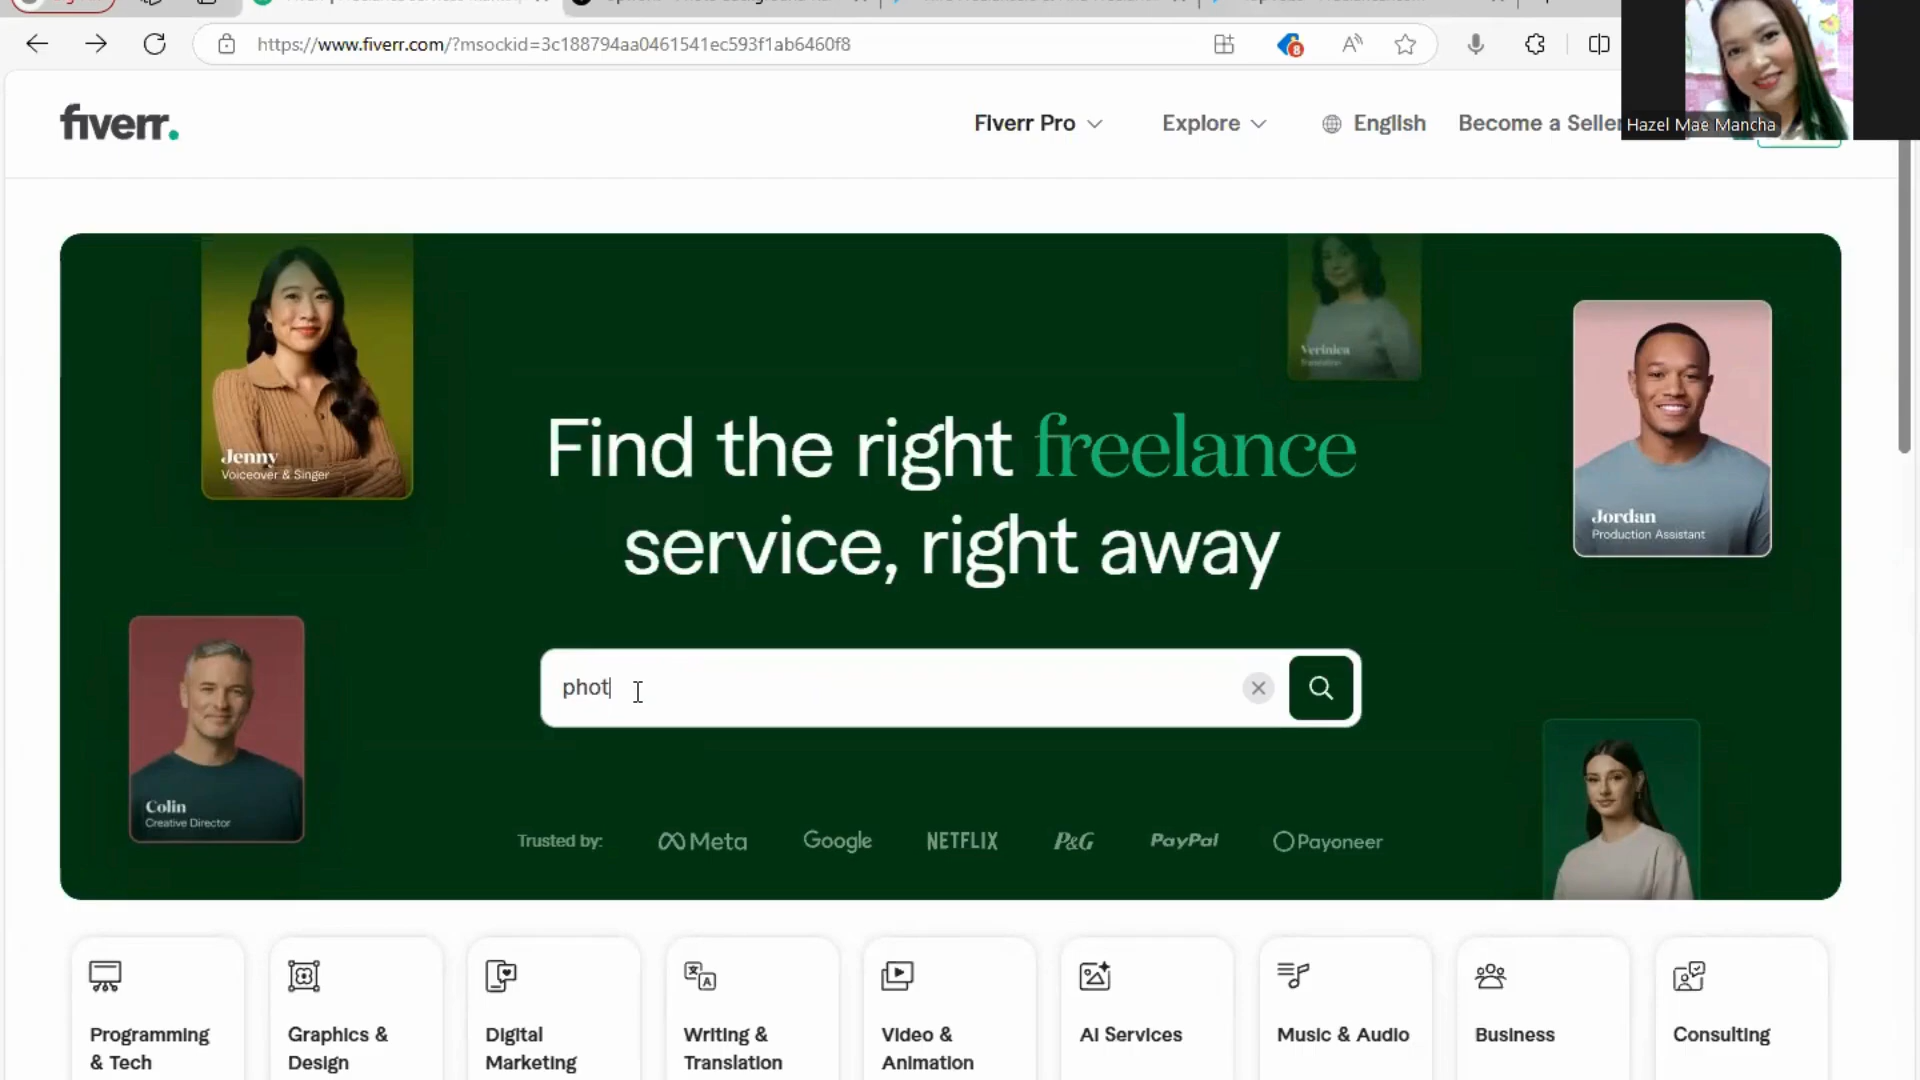 https://www.fiverr.com/?msockid=3c188794aa0461541ec593f1ab6460f8
8
fiverr.
Fiverr Pro
Explore
English
Become a Seller
Hazel Mae Mancha
Jenny
Voiceover & Singer
Verinica
Jordan
Production Assistant
Find the right freelance
service, right away
phot
Colin
Creative Director
Trusted by:
Meta
Google
NETFLIX
P&G
PayPal
Payoneer
Programming
& Tech
Graphics &
Design
Digital
Marketing
Writing &
Translation
Video &
Animation
AI Services
Music & Audio
Business
Consulting